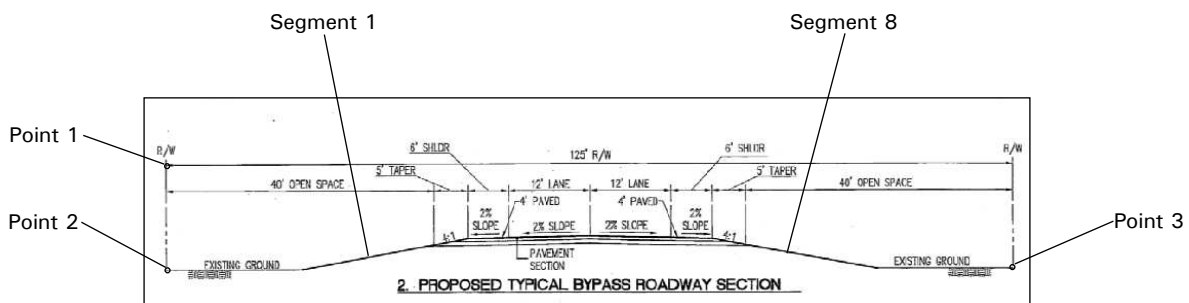 Segment 1
Segment 8
Point 1
R/W
R/W
6' SHLDR
125' R/W
6' SHLDR
5' TAPER
5' TAPER
40' OPEN SPACE
12' LANE
12' LANE
40' OPEN SPACE
4' PAVED
4' PAVED
2%
SLOPE
2%
SLOPE
Point 2
Point 3
4:1
2% SLOPE
2% SLOPE
4:1
EXISTING GROUND
PAVEMENT
SECTION
EXISTING GROUND
2. PROPOSED TYPICAL BYPASS ROADWAY SECTION